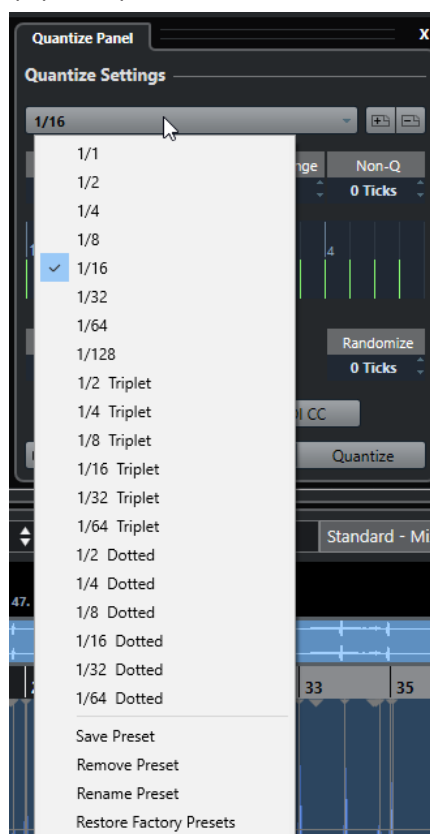 Quantize Panel
X
Quantize Settings
1/16
1/1
1/2
1/4
1/8
1/16
1/32
1/64
1/128
1/2 Triplet
1/4 Triplet
1/8 Triplet
1/16 Triplet
1/32 Triplet
1/64 Triplet
1/2 Dotted
1/4 Dotted
1/8 Dotted
1/16 Dotted
1/32 Dotted
1/64 Dotted
Save Preset
Remove Preset
Rename Preset
Restore Factory Presets
nge
Non-Q
0 Ticks
1
4
Randomize
0 Ticks
I CC
Quantize
Standard - Mi
47.
33
35